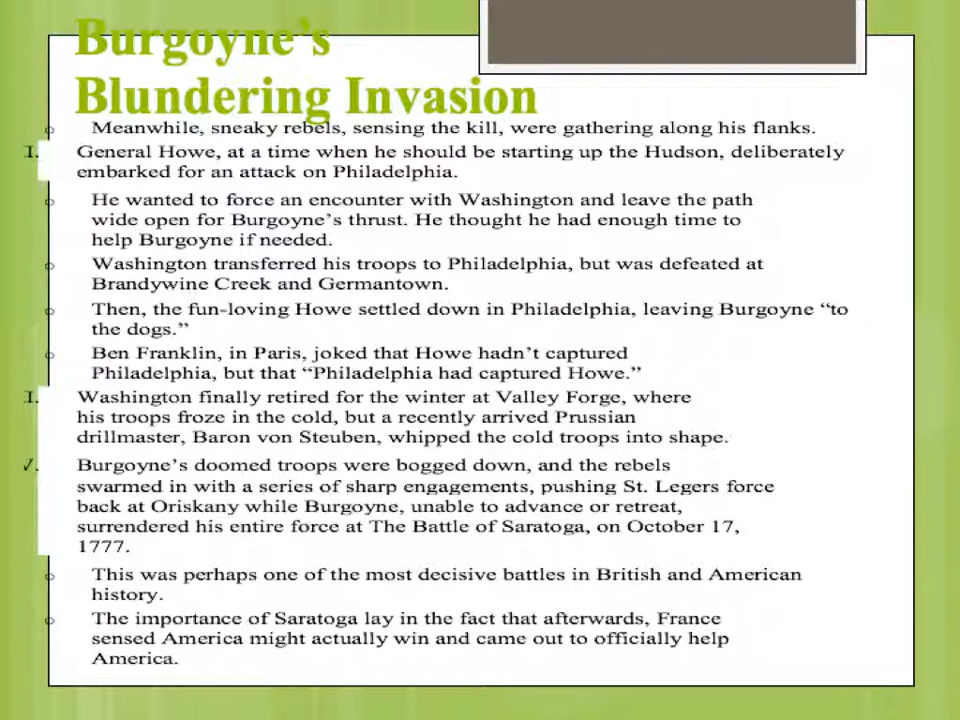 Burgoyne's
Blundering Invasion
o Meanwhile, sneaky rebels, sensing the kill, were gathering along his flanks.
I. General Howe, at a time when he should be starting up the Hudson, deliberately
embarked for an attack on Philadelphia.
o He wanted to force an encounter with Washington and leave the path
wide open for Burgoyne's thrust. He thought he had enough time to
help Burgoyne if needed.
o Washington transferred his troops to Philadelphia, but was defeated at
Brandywine Creek and Germantown.
o Then, the fun-loving Howe settled down in Philadelphia, leaving Burgoyne “to
the dogs.”
o Ben Franklin, in Paris, joked that Howe hadn't captured
Philadelphia, but that “Philadelphia had captured Howe.”
I. Washington finally retired for the winter at Valley Forge, where
his troops froze in the cold, but a recently arrived Prussian
drillmaster, Baron von Steuben, whipped the cold troops into shape.
Burgoyne's doomed troops were bogged down, and the rebels
swarmed in with a series of sharp engagements, pushing St. Legers force
back at Oriskany while Burgoyne, unable to advance or retreat,
surrendered his entire force at The Battle of Saratoga, on October 17,
1777.
o This was perhaps one of the most decisive battles in British and American
history.
o The importance of Saratoga lay in the fact that afterwards, France
sensed America might actually win and came out to officially help
America.